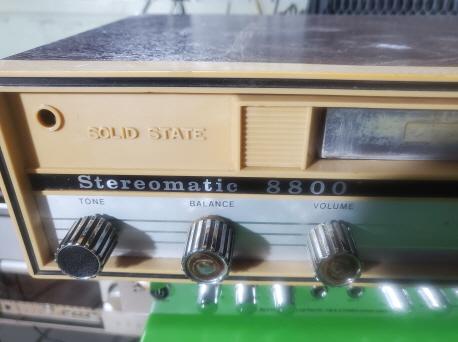 SOLID STATE
Stereomatic 8800
TONE BALANCE VOLUME